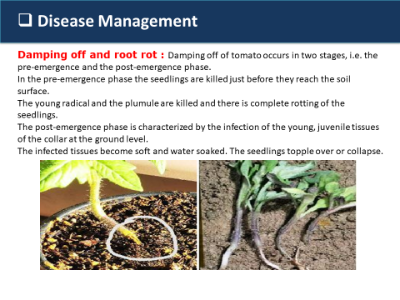 ❑ Disease Management
Damping off and root rot : Damping off of tomato occurs in two stages, i.e. the
pre-emergence and the post-emergence phase.
In the pre-emergence phase the seedlings are killed just before they reach the soil
surface.
The young radical and the plumule are killed and there is complete rotting of the
seedlings.
The post-emergence phase is characterized by the infection of the young, juvenile tissues
of the collar at the ground level.
The infected tissues become soft and water soaked. The seedlings topple over or collapse.